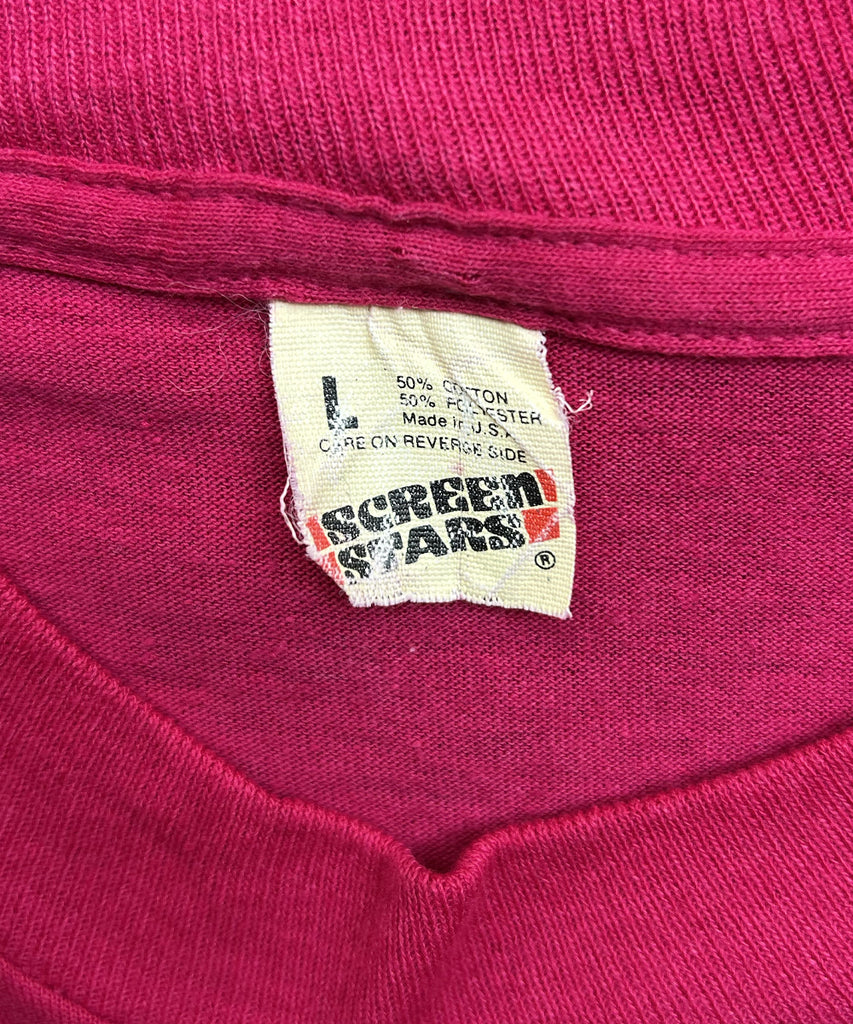 L
50% COTTON
50% POLYESTER
Made in U.S.A
CARE ON REVERSE SIDE
SCREEN
STARS
®